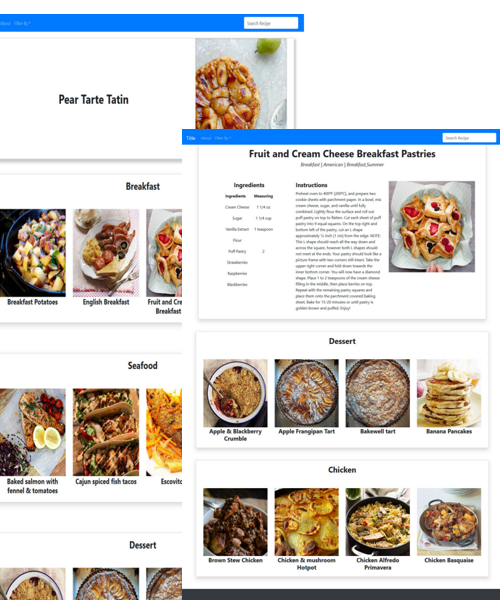 About Filter By
Search Recipe
Pear Tarte Tatin
Breakfast
Breakfast Potatoes
English Breakfast
Fruit and Cre
Breakfast
Seafood
Baked salmon with
fennel & tomatoes
Cajun spiced fish tacos
Escovitc
Dessert
Title About Filter By
Search Recipe
Fruit and Cream Cheese Breakfast Pastries
Breakfast | American | Breakfast,Summer
Ingredients
Ingredients Measuring
Cream Cheese 1 1/4 oz
Sugar 1 1/4 cup
Vanilla Extract 1 teaspoon
Flour
Puff Pastry 2
Strawberries
Raspberries
Blackberries
Instructions
Preheat oven to 400ºF (200ºC), and prepare two
cookie sheets with parchment paper. In a bowl, mix
cream cheese, sugar, and vanilla until fully
combined. Lightly flour the surface and roll out
puff pastry on top to flatten. Cut each sheet of puff
pastry into 9 equal squares. On the top right and
bottom left of the pastry, cut an L shape
approximately ½ inch (1 cm) from the edge. NOTE:
This L shape should reach all the way down and
across the square, however both L shapes should
not meet at the ends. Your pastry should look like a
picture frame with two corners still intact. Take the
upper right corner and fold down towards the
inner bottom corner. You will now have a diamond
shape. Place 1 to 2 teaspoons of the cream cheese
filling in the middle, then place berries on top.
Repeat with the remaining pastry squares and
place them onto the parchment covered baking
sheet. Bake for 15-20 minutes or until pastry is
golden brown and puffed. Enjoy!
Dessert
Apple & Blackberry
Crumble
Apple Frangipan Tart
Bakewell tart
Banana Pancakes
Chicken
Brown Stew Chicken
Chicken & mushroom
Hotpot
Chicken Alfredo
Primavera
Chicken Basquaise